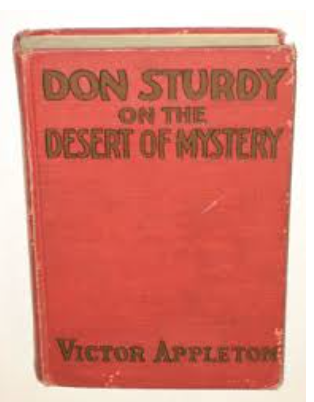 DON STURDY
ON THE
DESERT OF MYSTERY
VICTOR APPLETON